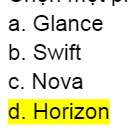 a. Glance
b. Swift
c. Nova
d. Horizon